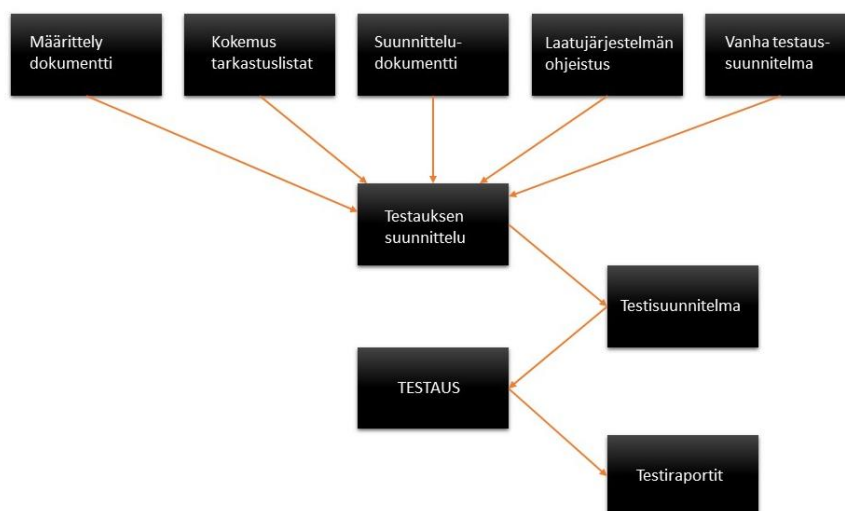 Määrittely
dokumentti
Kokemus
tarkastuslistat
Suunnittelu-
dokumentti
Laatujärjestelmän
ohjeistus
Vanha testaus-
suunnitelma
Testauksen
suunnittelu
Testisuunnitelma
TESTAUS
Testiraportit